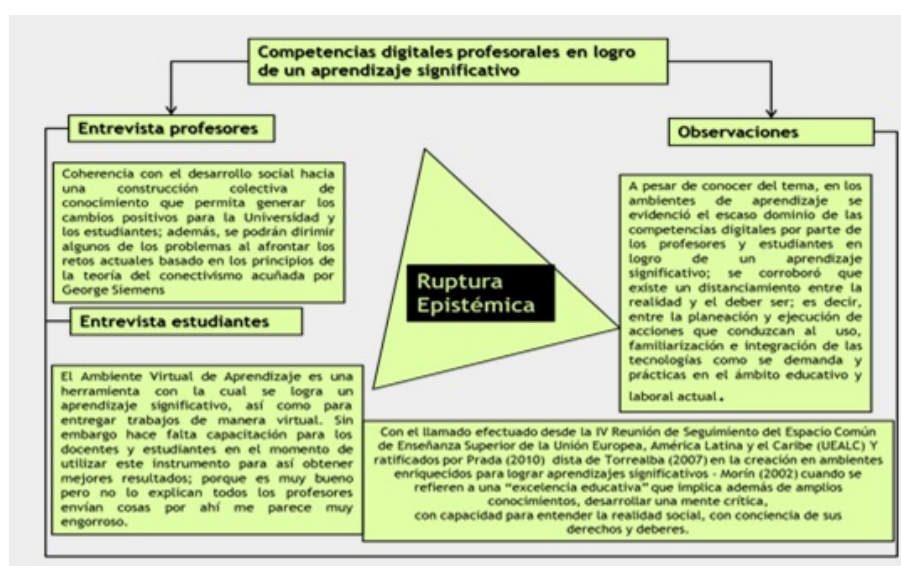 Competencias digitales profesorales en logro
de un aprendizaje significativo
Entrevista profesores
Observaciones
Coherencia con el desarrollo social hacia
una construcción colectiva de
conocimiento que permita generar los
cambios positivos para la Universidad y
los estudiantes; además, se podrán dirimir
algunos de los problemas al afrontar los
retos actuales basado en los principios de
la teoría del conectivismo acuñada por
George Siemens
Entrevista estudiantes
El Ambiente Virtual de Aprendizaje es una
herramienta con la cual se logra un
aprendizaje significativo, así como para
entregar trabajos de manera virtual. Sin
embargo hace falta capacitación para los
docentes y estudiantes en el momento de
utilizar este instrumento para así obtener
mejores resultados; porque es muy bueno
pero no lo explican todos los profesores
envían cosas por ahí me parece muy
engorroso.
Ruptura
Epistémica
A pesar de conocer del tema, en los
ambientes de aprendizaje se
evidenció el escaso dominio de las
competencias digitales por parte de
los profesores y estudiantes en
logro de un aprendizaje
significativo; se corroboró que
existe un distanciamiento entre la
realidad y el deber ser; es decir,
entre la planeación y ejecución de
acciones que conduzcan al uso,
familiarización e integración de las
tecnologías como se demanda y
prácticas en el ámbito educativo y
laboral actual.
Con el llamado efectuado desde la IV Reunión de Seguimiento del Espacio Común
de Enseñanza Superior de la Unión Europea, América Latina y el Caribe (UEALC) Y
ratificados por Prada (2010) dista de Torrealba (2007) en la creación en ambientes
enriquecidos para lograr aprendizajes significativos - Morín (2002) cuando se
refieren a una "excelencia educativa" que implica además de amplios
conocimientos, desarrollar una mente crítica,
con capacidad para entender la realidad social, con conciencia de sus
derechos y deberes.